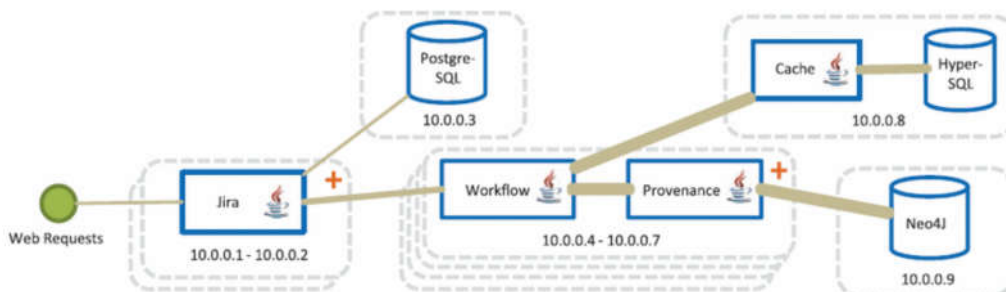 Postgre-
SQL
10.0.0.3
Cache
Hyper-
SQL
10.0.0.8
Web Requests
Jira
+
10.0.0.1 - 10.0.0.2
Workflow
Provenance
+
10.0.0.4 - 10.0.0.7
Neo4J
10.0.0.9